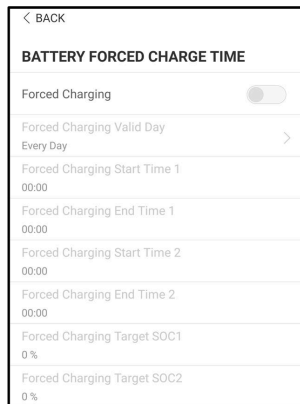 < BACK
BATTERY FORCED CHARGE TIME
Forced Charging
Forced Charging Valid Day
Every Day
Forced Charging Start Time 1
00:00
Forced Charging End Time 1
00:00
Forced Charging Start Time 2
00:00
Forced Charging End Time 2
00:00
Forced Charging Target SOC1
0 %
Forced Charging Target SOC2
0 %